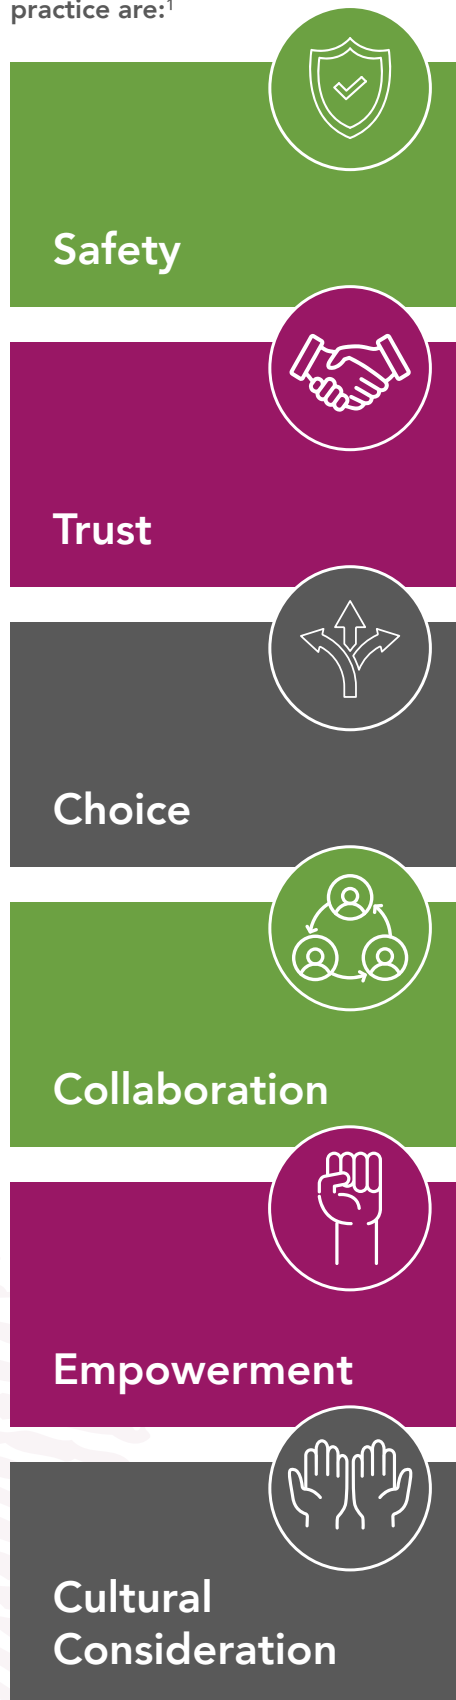 practice are:¹
Safety
Trust
Choice
Collaboration
Empowerment
Cultural
Consideration